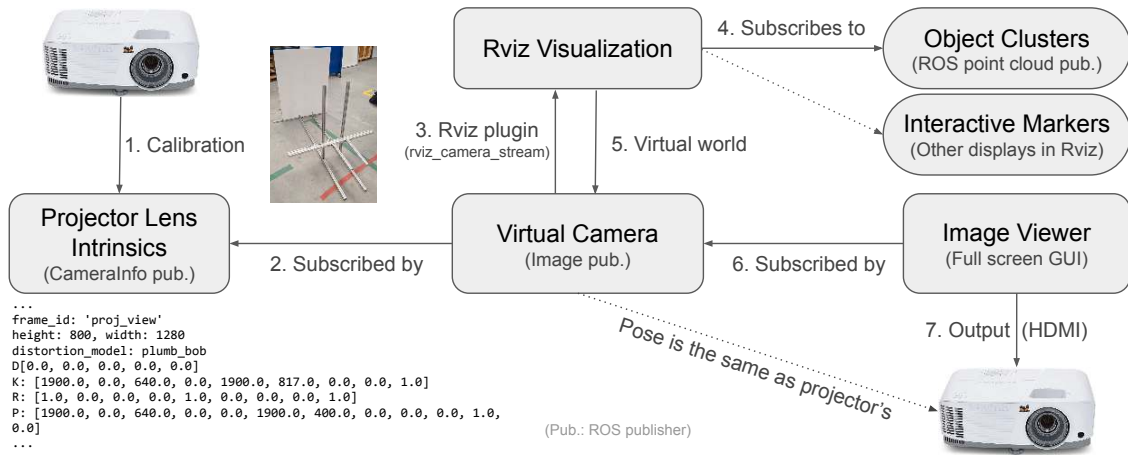 Rviz Visualization
4. Subscribes to
Object Clusters
(ROS point cloud pub.)
1. Calibration
3. Rviz plugin
(rviz_camera_stream)
5. Virtual world
Interactive Markers
(Other displays in Rviz)
Projector Lens
Intrinsics
(CameraInfo pub.)
2. Subscribed by
Virtual Camera
(Image pub.)
6. Subscribed by
Image Viewer
(Full screen GUI)
...
frame_id: 'proj_view'
height: 800, width: 1280
distortion_model: plumb_bob
D[0.0, 0.0, 0.0, 0.0, 0.0]
K: [1900.0, 0.0, 640.0, 0.0, 1900.0, 817.0, 0.0, 0.0, 1.0]
R: [1.0, 0.0, 0.0, 0.0, 1.0, 0.0, 0.0, 0.0, 1.0]
P: [1900.0, 0.0, 640.0, 0.0, 0.0, 1900.0, 400.0, 0.0, 0.0, 0.0, 1.0,
0.0]
...
Pose is the same as projector's
7. Output (HDMI)
(Pub.: ROS publisher)